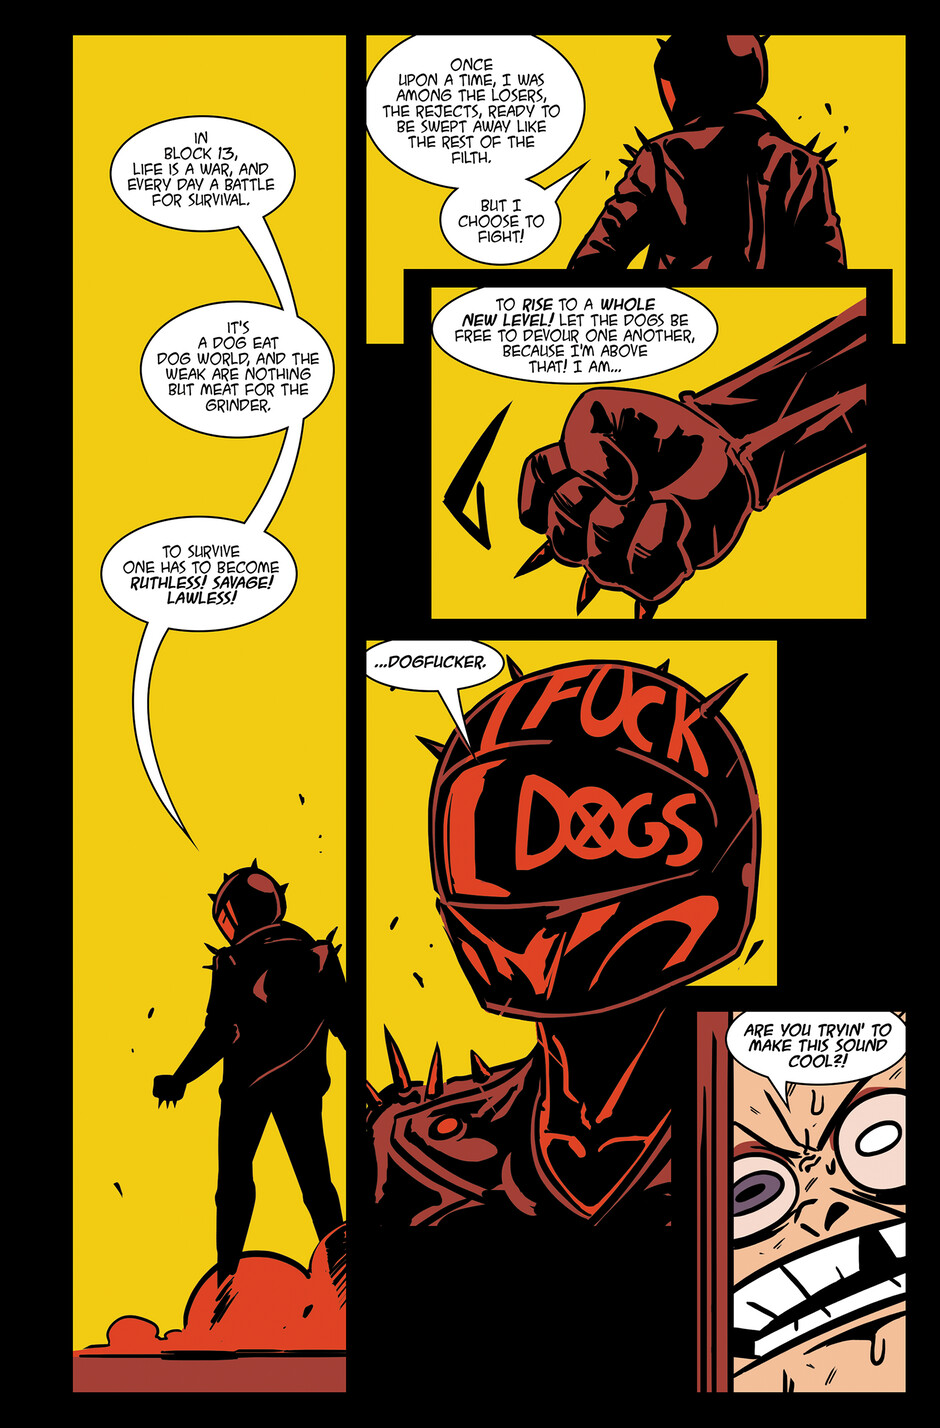 IN
BLOCK 13,
LIFE IS A WAR, AND
EVERY DAY A BATTLE
FOR SURVIVAL.
IT'S
A DOG EAT
DOG WORLD, AND THE
WEAK ARE NOTHING
BUT MEAT FOR THE
GRINDER.
TO SURVIVE
ONE HAS TO BECOME
RUTHLESS! SAVAGE!
LAWLESS!
ONCE
UPON A TIME, I WAS
AMONG THE LOSERS,
THE REJECTS, READY TO
BE SWEPT AWAY LIKE
THE REST OF THE
FILTH.
BUT I
CHOOSE TO
FIGHT!
TO RISE TO A WHOLE
NEW LEVEL! LET THE DOGS BE
FREE TO DEVOUR ONE ANOTHER,
BECAUSE I'M ABOVE
THAT! I AM...
...DOGFUCKER.
I FUCK
DOGS
ARE YOU TRYIN' TO
MAKE THIS SOUND
COOL?!